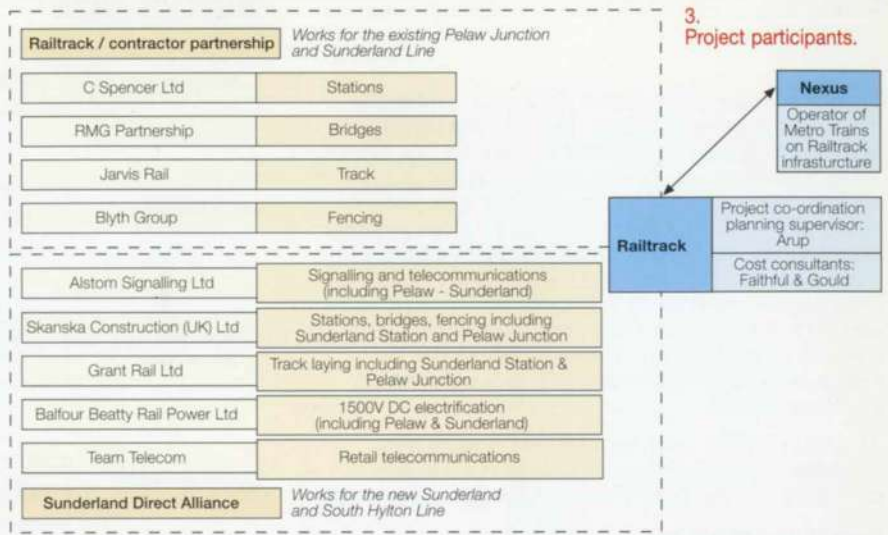 3.
Project participants.
Railtrack / contractor partnership
Works for the existing Pelaw Junction
and Sunderland Line
C Spencer Ltd
Stations
RMG Partnership
Bridges
Jarvis Rail
Track
Blyth Group
Fencing
Nexus
Operator of
Metro Trains
on Railtrack
infrasturcture
Railtrack
Project co-ordination
planning supervisor:
Arup
Cost consultants:
Faithful & Gould
Alstom Signalling Ltd
Signalling and telecommunications
(including Pelaw - Sunderland)
Skanska Construction (UK) Ltd
Stations, bridges, fencing including
Sunderland Station and Pelaw Junction
Grant Rail Ltd
Track laying including Sunderland Station &
Pelaw Junction
Balfour Beatty Rail Power Ltd
1500V DC electrification
(including Pelaw & Sunderland)
Team Telecom
Retail telecommunications
Sunderland Direct Alliance
Works for the new Sunderland
and South Hylton Line